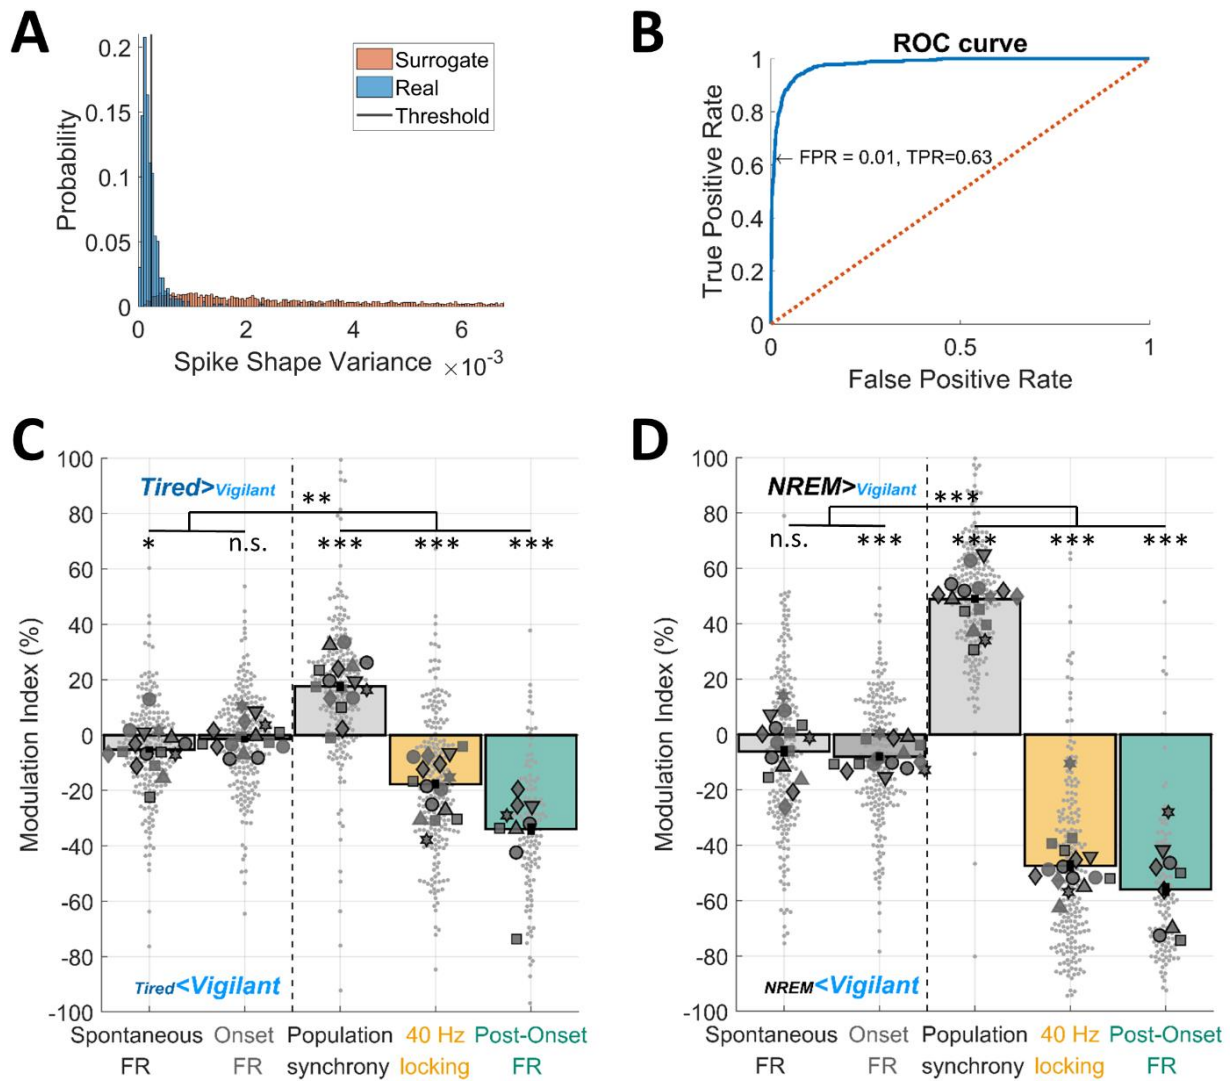 A
0.2
0.15
0.1
0.05
0
Probability
Surrogate
Real
Threshold
0 2 4 6
Spike Shape Variance ×10⁻³
B
ROC curve
1
0.8
0.6
0.4
0.2
0
True Positive Rate
← FPR = 0.01, TPR=0.63
0 0.5 1
False Positive Rate
C
100
80
60
40
20
0
-20
-40
-60
-80
-100
Modulation Index (%)
Tired>Vigilant
**
* n.s. *** *** ***
Tired<Vigilant
Spontaneous Onset Population 40 Hz Post-Onset
FR FR synchrony locking FR
D
100
80
60
40
20
0
-20
-40
-60
-80
-100
Modulation Index (%)
NREM>Vigilant
***
n.s. *** *** *** ***
NREM<Vigilant
Spontaneous Onset Population 40 Hz Post-Onset
FR FR synchrony locking FR